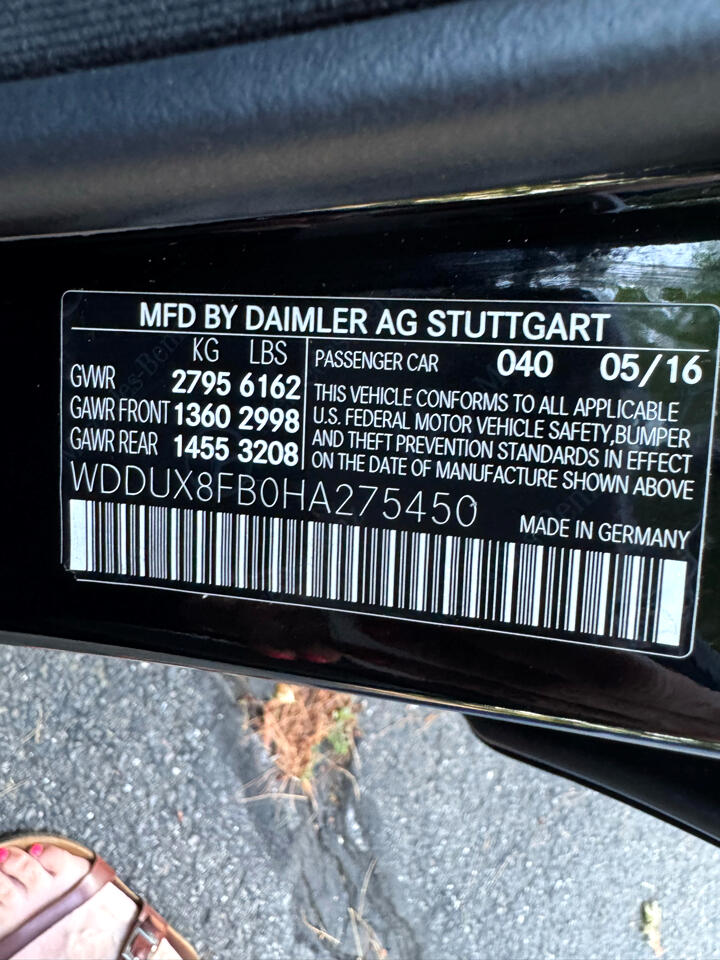 MFD BY DAIMLER AG STUTTGART
KG LBS
GVWR 2795 6162
GAWR FRONT 1360 2998
GAWR REAR 1455 3208
PASSENGER CAR 040 05/16
THIS VEHICLE CONFORMS TO ALL APPLICABLE
U.S. FEDERAL MOTOR VEHICLE SAFETY,BUMPER
AND THEFT PREVENTION STANDARDS IN EFFECT
ON THE DATE OF MANUFACTURE SHOWN ABOVE
WDDUX8FB0HA275450
MADE IN GERMANY